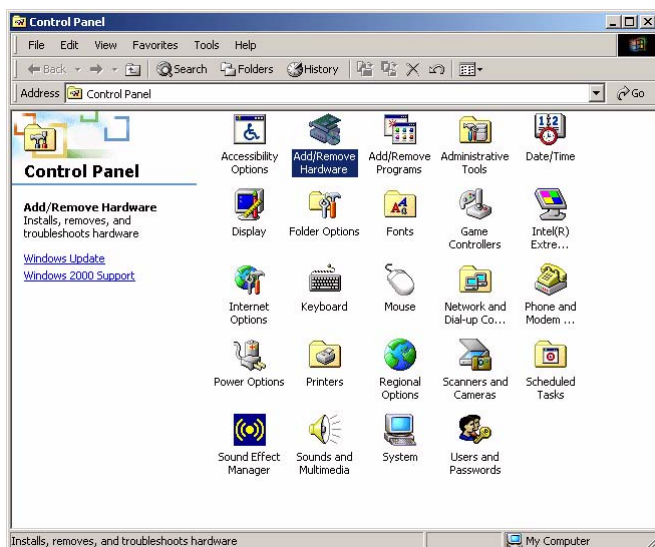 Control Panel
File Edit View Favorites Tools Help
Back Search Folders History
Address Control Panel Go
Control Panel
Add/Remove Hardware
Installs, removes, and
troubleshoots hardware
Windows Update
Windows 2000 Support
Accessibility
Options
Add/Remove
Hardware
Add/Remove
Programs
Administrative
Tools
Date/Time
Display
Folder Options
Fonts
Game
Controllers
Intel(R)
Extre...
Internet
Options
Keyboard
Mouse
Network and
Dial-up Co...
Phone and
Modem ...
Power Options
Printers
Regional
Options
Scanners and
Cameras
Scheduled
Tasks
Sound Effect
Manager
Sounds and
Multimedia
System
Users and
Passwords
Installs, removes, and troubleshoots hardware
My Computer